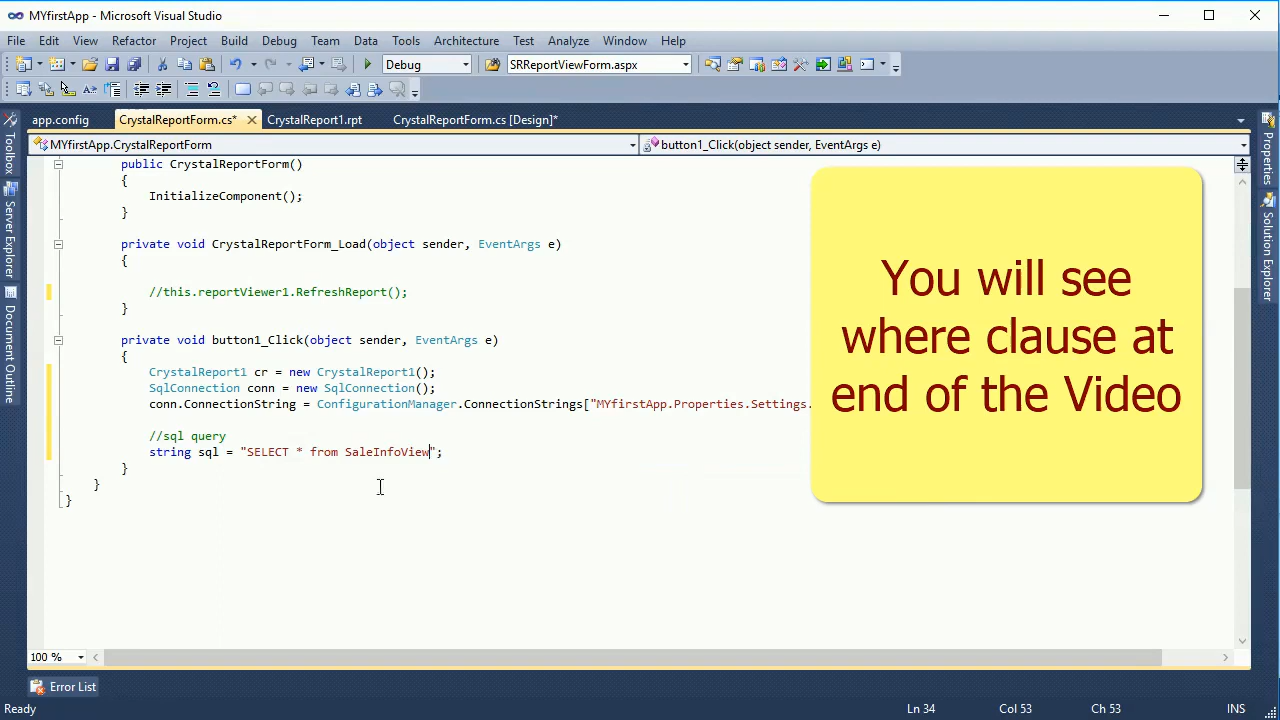 MYfirstApp - Microsoft Visual Studio
File Edit View Refactor Project Build Debug Team Data Tools Architecture Test Analyze Window Help
Debug SRReportViewForm.aspx
app.config CrystalReportForm.cs* CrystalReport1.rpt CrystalReportForm.cs [Design]*
MYfirstApp.CrystalReportForm button1_Click(object sender, EventArgs e)
public CrystalReportForm()
{
InitializeComponent();
}
private void CrystalReportForm_Load(object sender, EventArgs e)
{
//this.reportViewer1.RefreshReport();
}
private void button1_Click(object sender, EventArgs e)
{
CrystalReport1 cr = new CrystalReport1();
SqlConnection conn = new SqlConnection();
conn.ConnectionString = ConfigurationManager.ConnectionStrings["MYfirstApp.Properties.Settings.
//sql query
string sql = "SELECT * from SaleInfoView";
}
}
}
You will see
where clause at
end of the Video
Toolbox
Server Explorer
Document Outline
Properties
Solution Explorer
100 %
Error List
Ready Ln 34 Col 53 Ch 53 INS